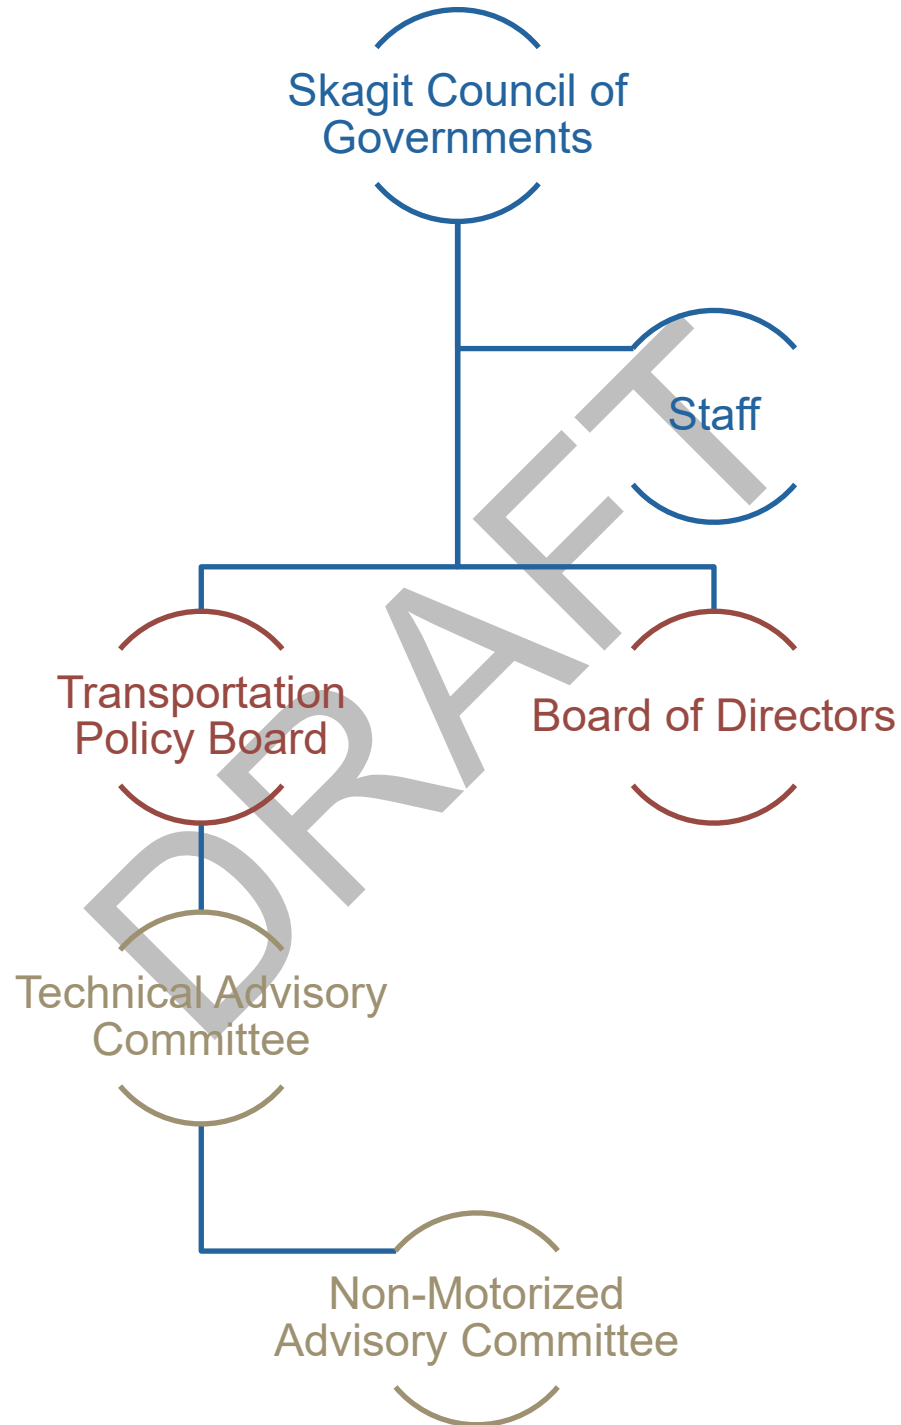 Skagit Council of
Governments
Staff
Transportation
Policy Board
Board of Directors
Technical Advisory
Committee
Non-Motorized
Advisory Committee
DRAFT